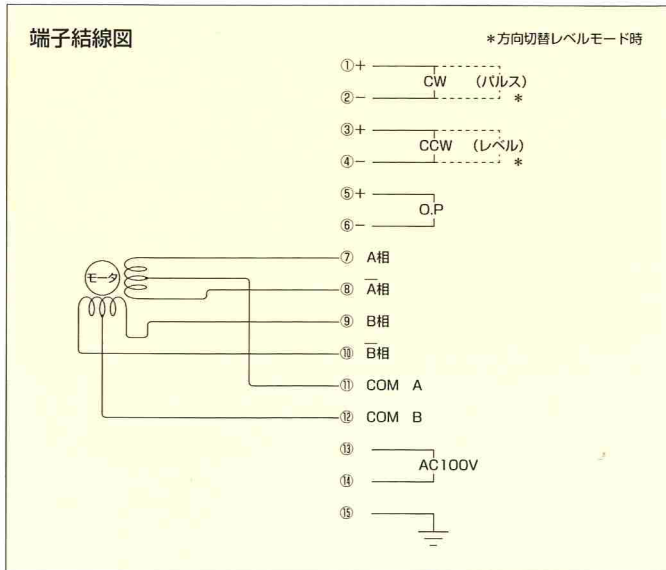 端子結線図
*方向切替レベルモード時
①+
CW (パルス)
②-
*
③+
CCW (レベル)
④-
*
⑤+
O.P
⑥-
⑦ A相
モータ
⑧ A̅相
⑨ B相
⑩ B̅相
⑪ COM A
⑫ COM B
⑬
AC100V
⑭
⑮